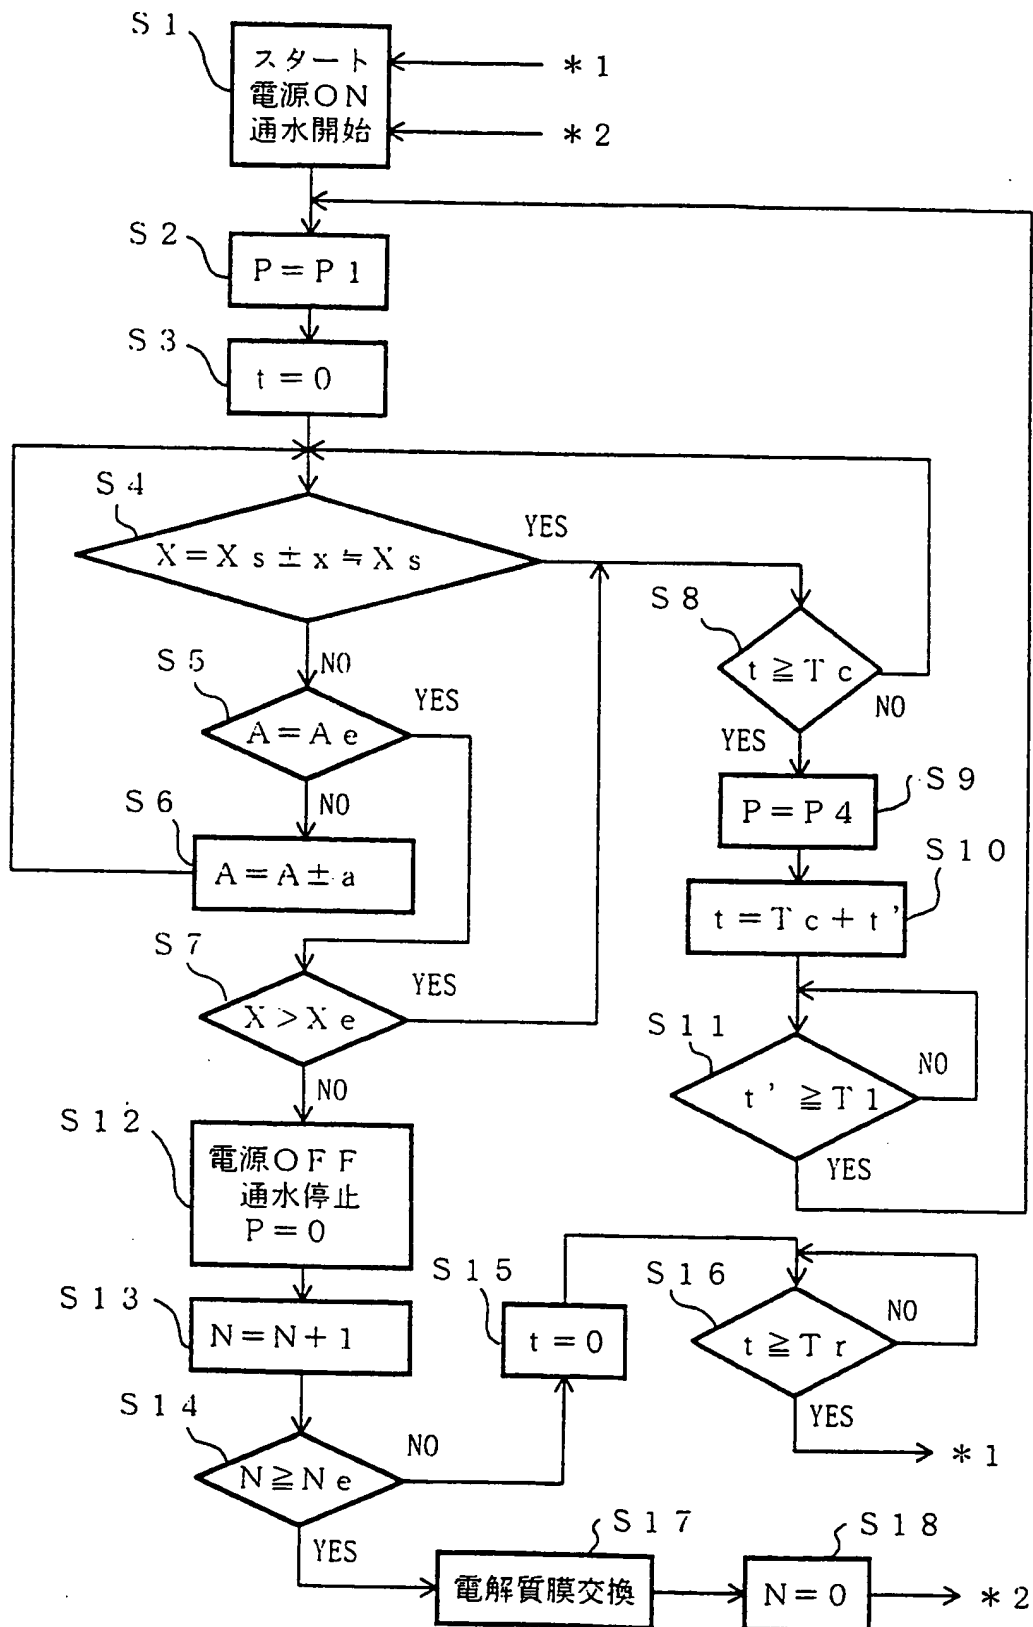 S1
スタート
電源ON
通水開始
*1
*2
S2
P=P1
S3
t=0
S4
X=Xs±x≒Xs
YES
NO
S5
A=Ae
YES
NO
S6
A=A±a
S7
X>Xe
YES
NO
S8
t≧Tc
NO
YES
S9
P=P4
S10
t=Tc+t'
S11
t'≧T1
NO
YES
S12
電源OFF
通水停止
P=0
S13
N=N+1
S14
N≧Ne
NO
YES
S15
t=0
S16
t≧Tr
NO
YES
*1
S17
電解質膜交換
S18
N=0
*2